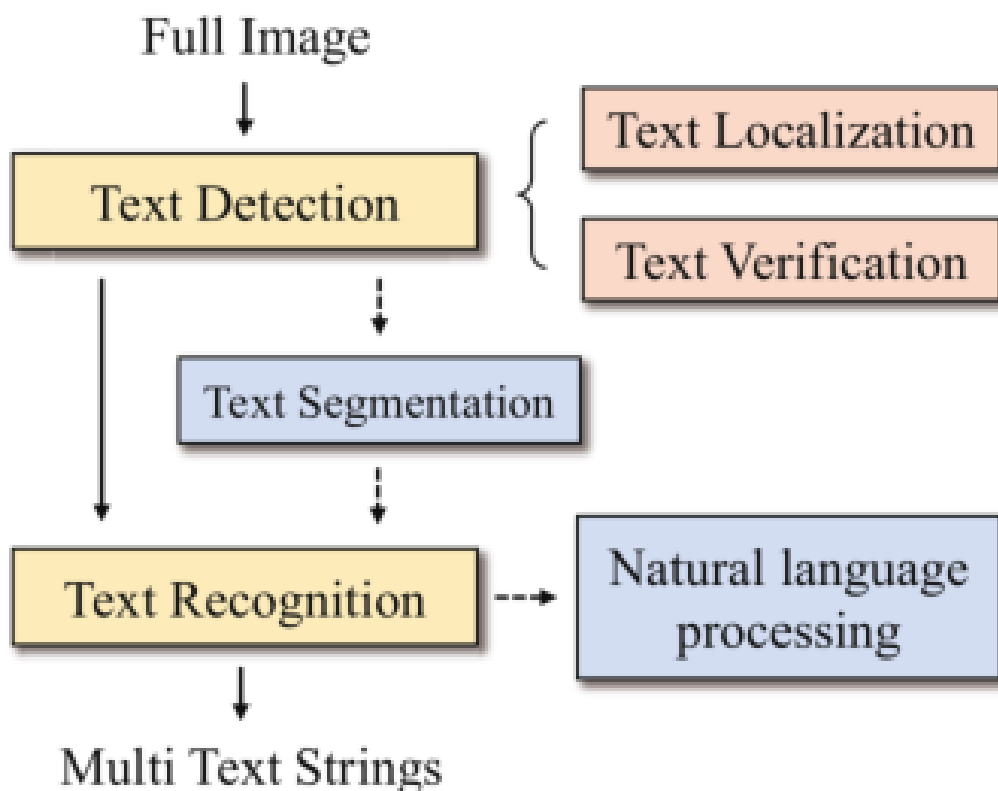 Full Image
Text Localization
Text Detection
Text Verification
Text Segmentation
Text Recognition
Natural language
processing
Multi Text Strings